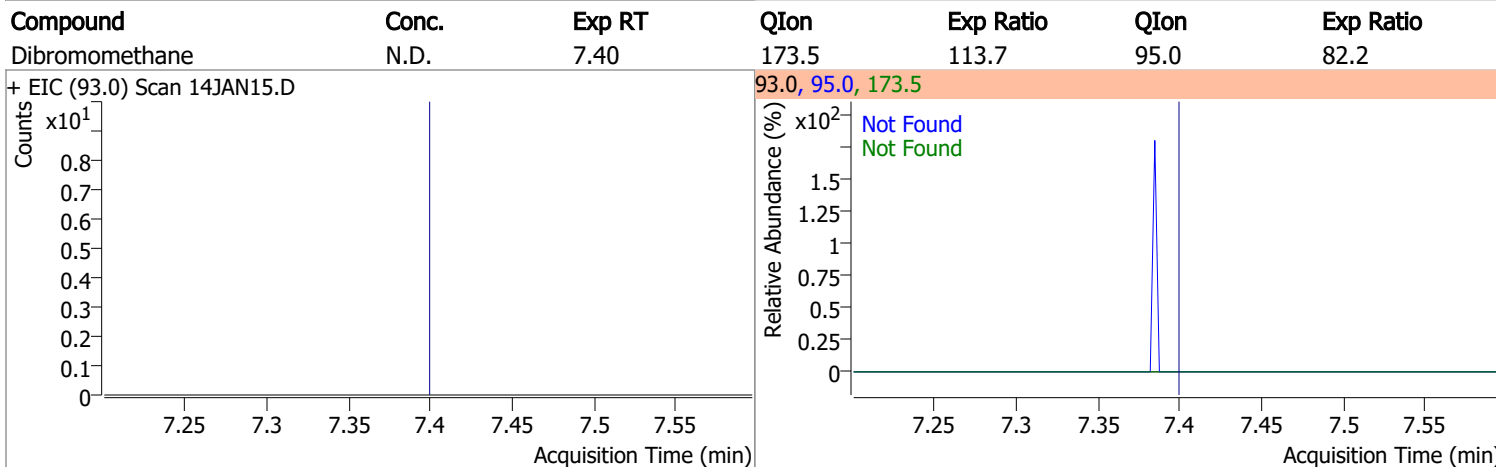 Compound Conc. Exp RT QIon Exp Ratio QIon Exp Ratio
Dibromomethane N.D. 7.40 173.5 113.7 95.0 82.2
+ EIC (93.0) Scan 14JAN15.D
Counts
x10¹
0.8
0.7
0.6
0.5
0.4
0.3
0.2
0.1
0
7.25 7.3 7.35 7.4 7.45 7.5 7.55
Acquisition Time (min)
93.0, 95.0, 173.5
Relative Abundance (%)
x10²
Not Found
Not Found
1.5
1.25
1
0.75
0.5
0.25
0
7.25 7.3 7.35 7.4 7.45 7.5 7.55
Acquisition Time (min)